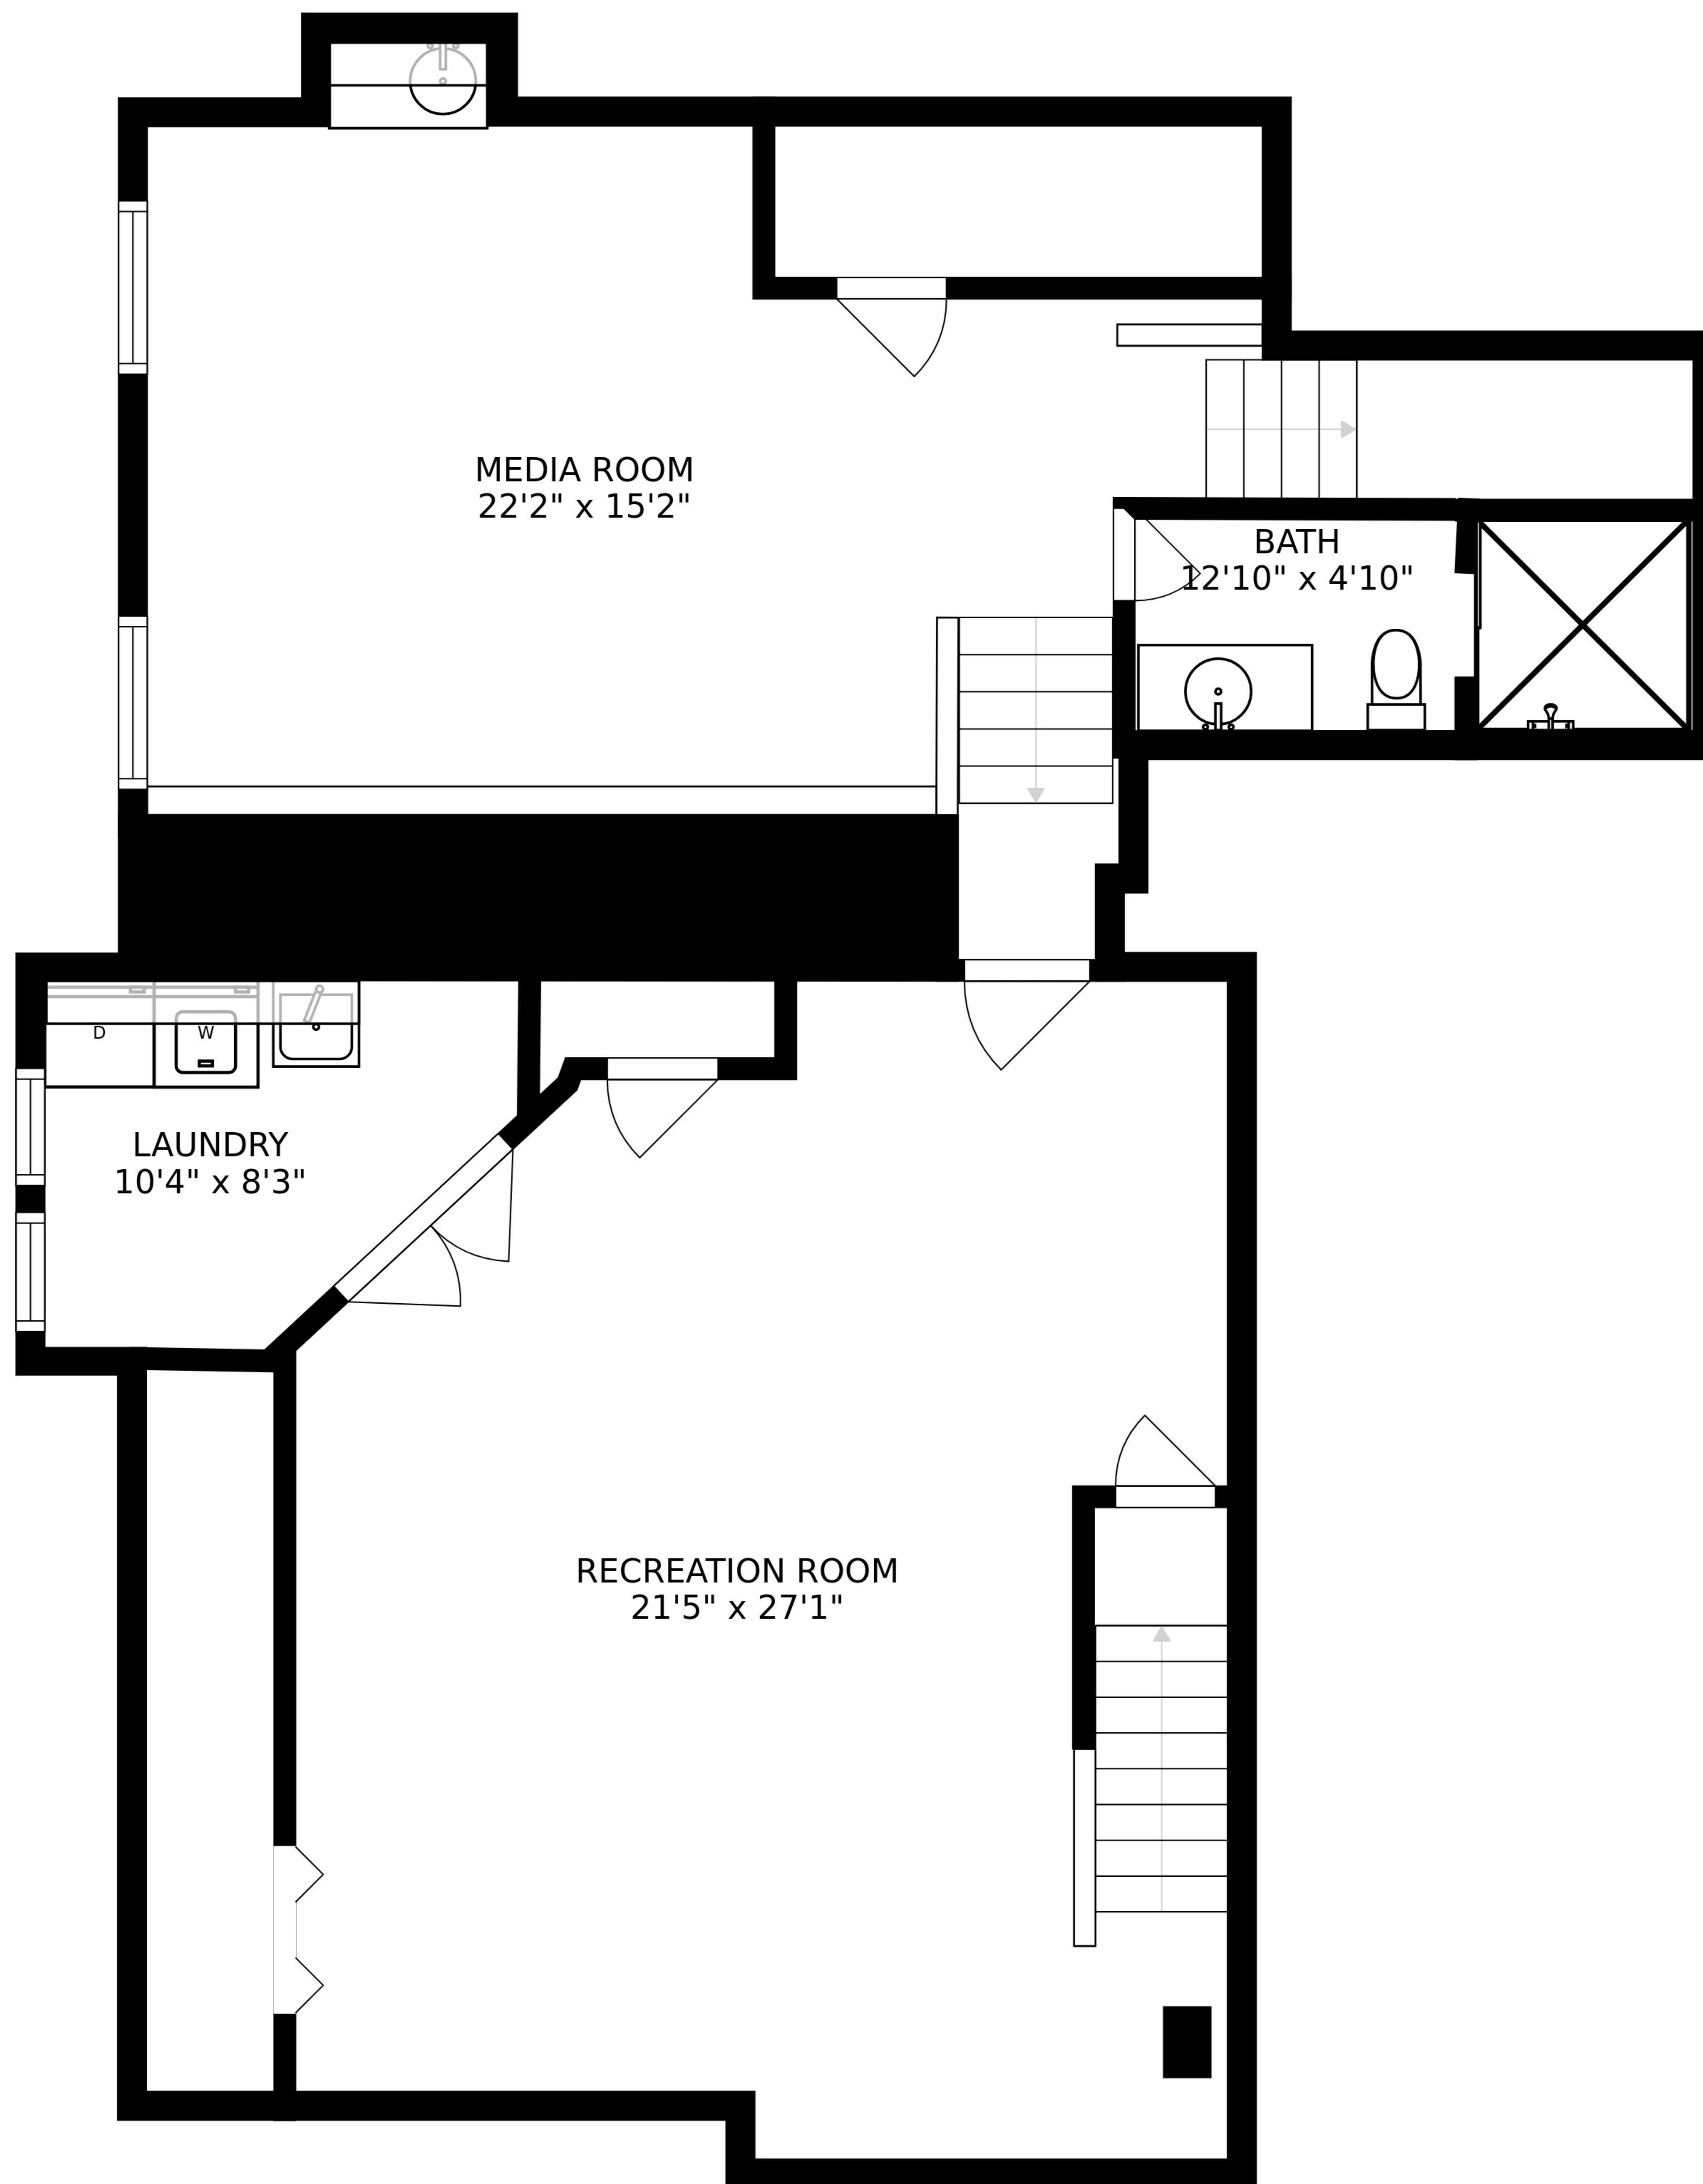 MEDIA ROOM
22'2" x 15'2"
BATH
12'10" x 4'10"
D
W
LAUNDRY
10'4" x 8'3"
RECREATION ROOM
21'5" x 27'1"